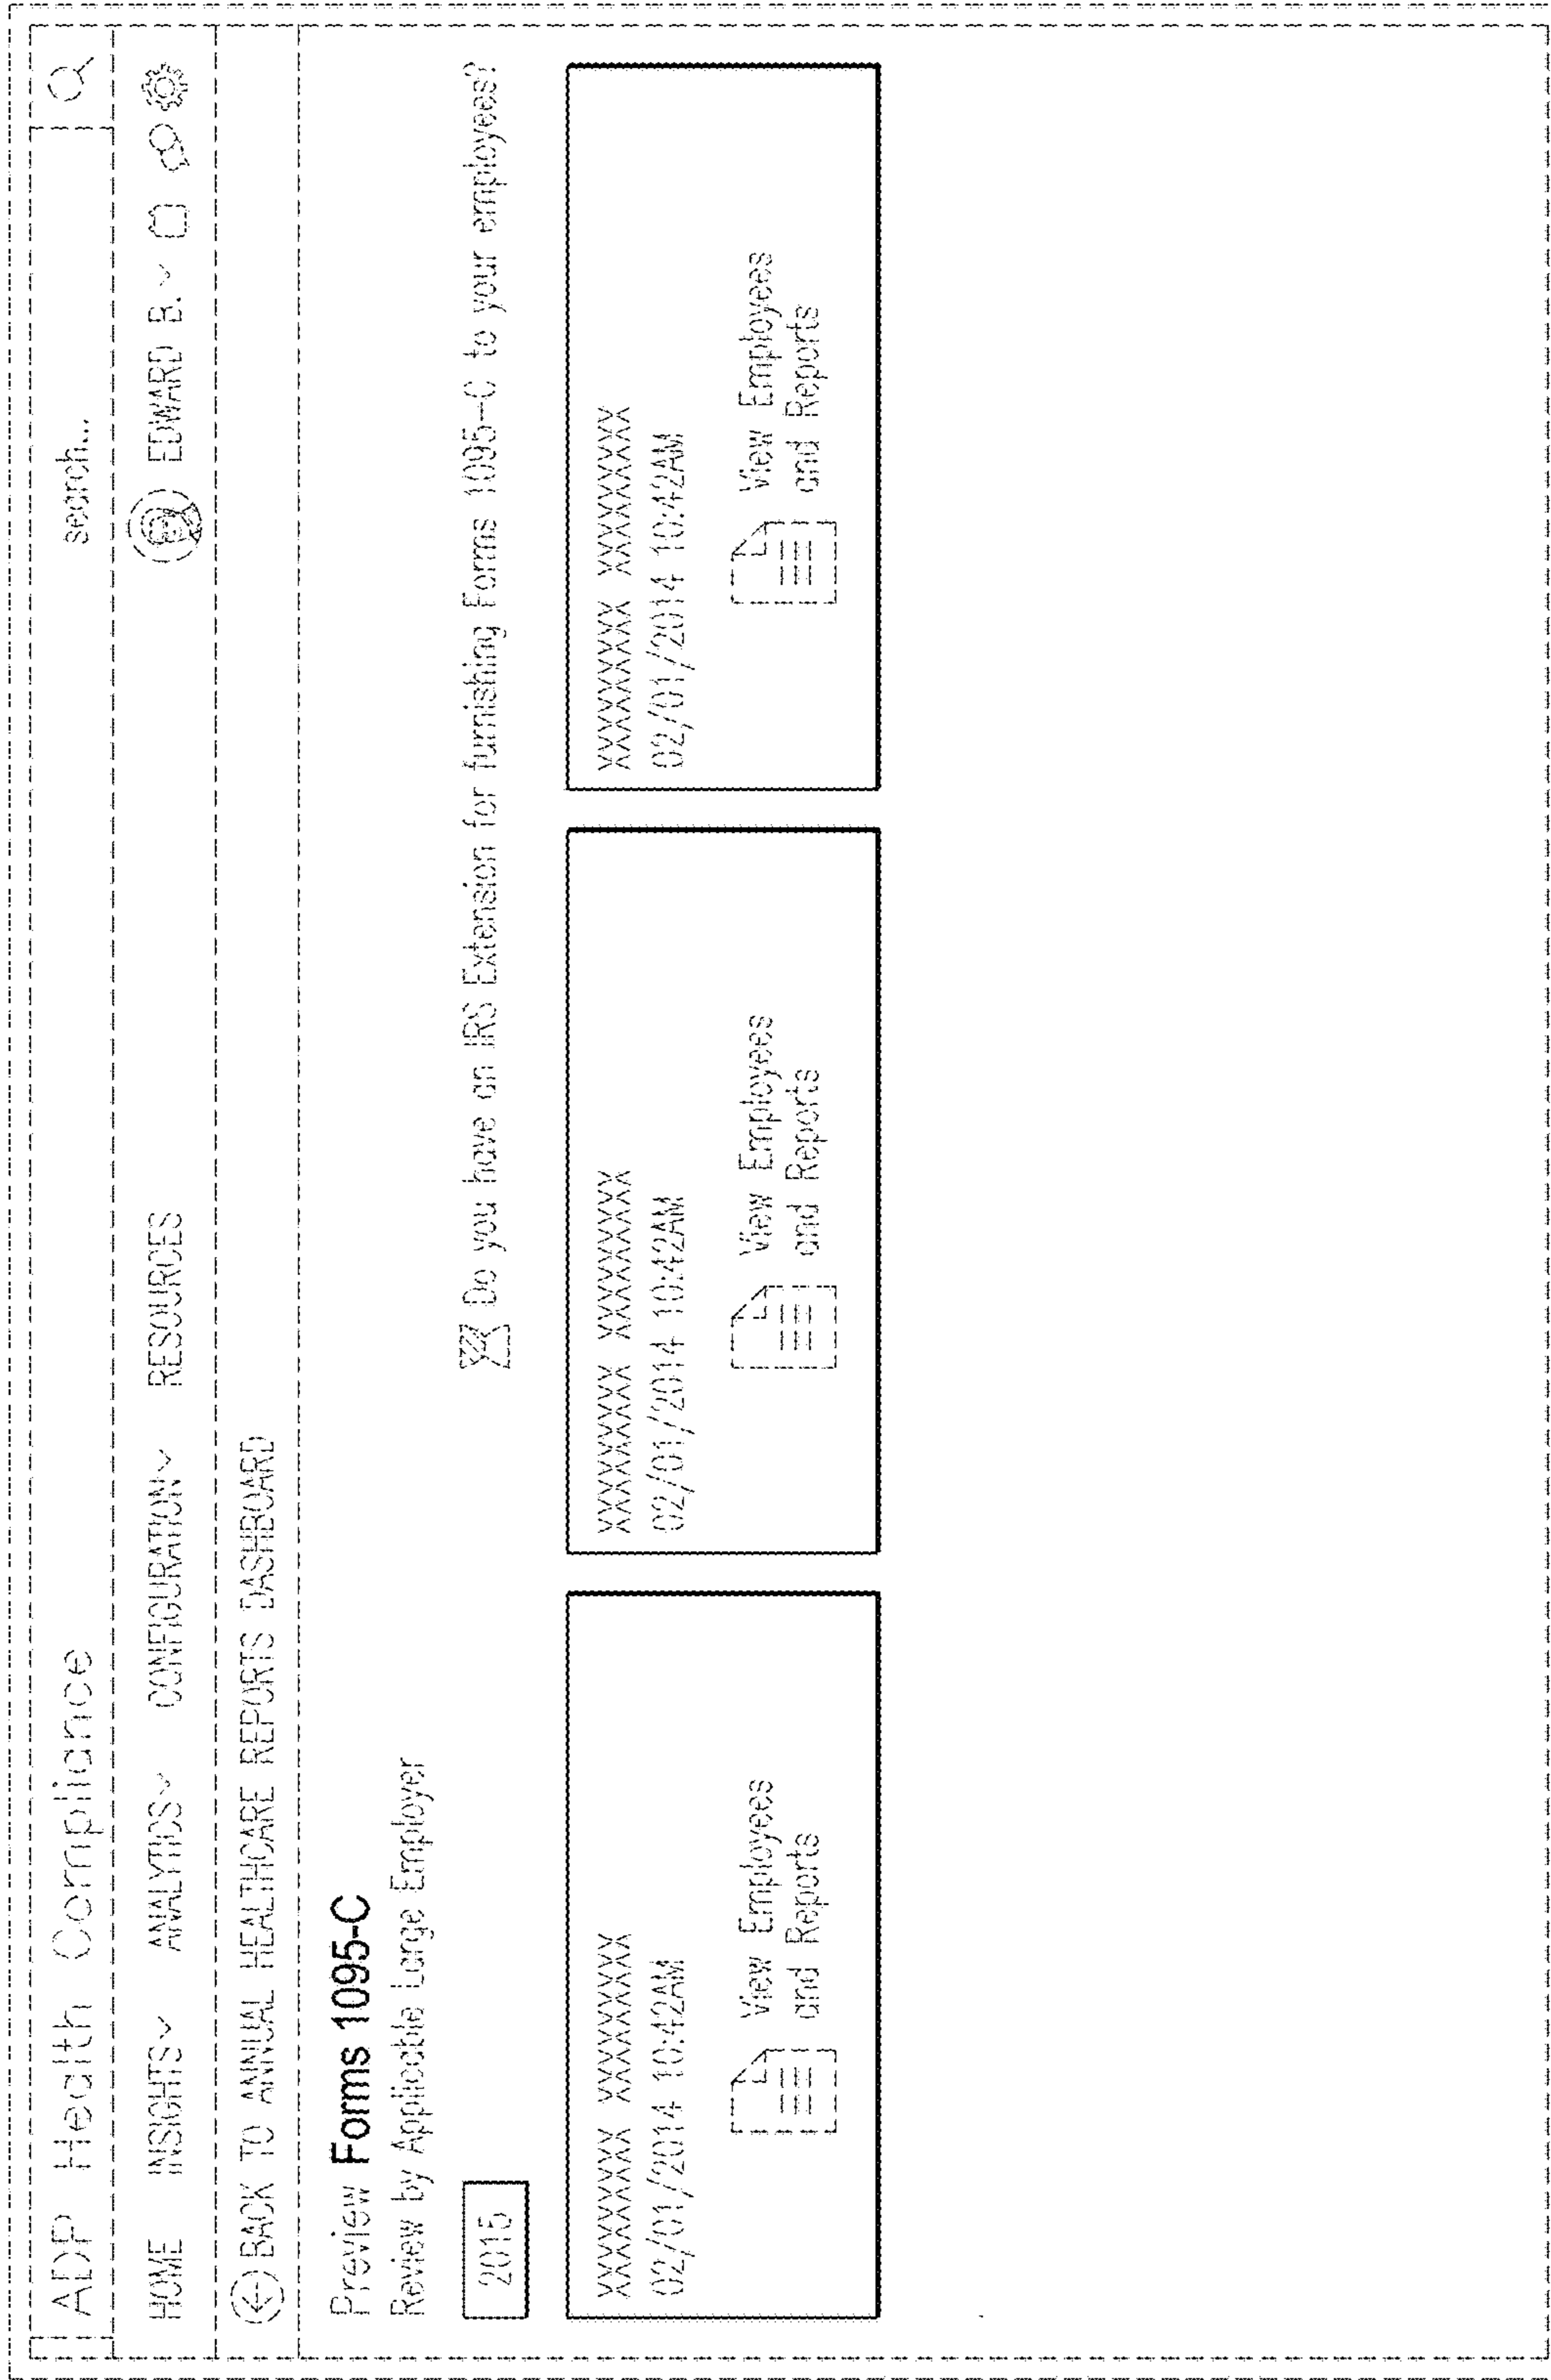 ADP Health Compliance
search...
HOME INSIGHTS ANALYTICS CONFIGURATION RESOURCES EDWARD B.
BACK TO ANNUAL HEALTHCARE REPORTS DASHBOARD
Preview Forms 1095-C
Review by Applicable Large Employer
2015
Do you have an IRS Extension for furnishing Forms 1095-C to your employees?
XXXXXXXX XXXXXXXXX
02/01/2014 10:42AM
View Employees
and Reports
XXXXXXXX XXXXXXXXX
02/01/2014 10:42AM
View Employees
and Reports
XXXXXXXX XXXXXXXXX
02/01/2014 10:42AM
View Employees
and Reports